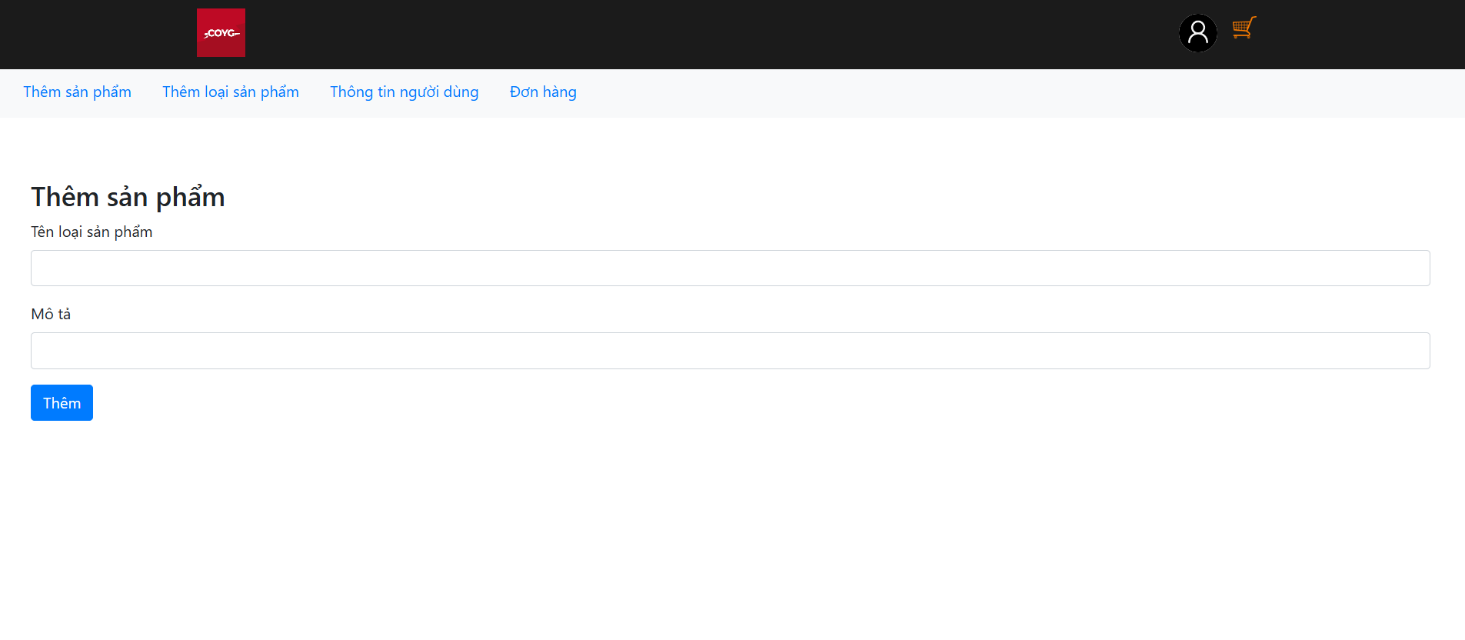 COYG
Thêm sản phẩm Thêm loại sản phẩm Thông tin người dùng Đơn hàng
Thêm sản phẩm
Tên loại sản phẩm
Mô tả
Thêm